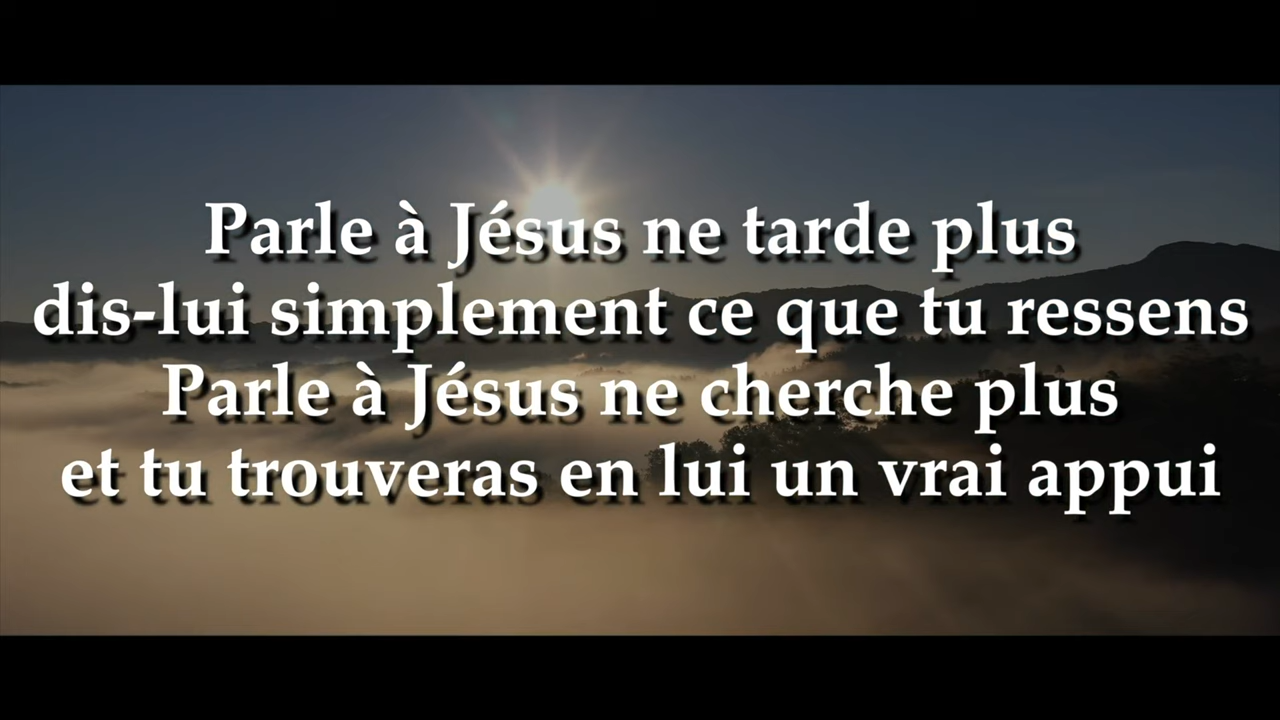 Parle à Jésus ne tarde plus
dis-lui simplement ce que tu ressens
Parle à Jésus ne cherche plus
et tu trouveras en lui un vrai appui